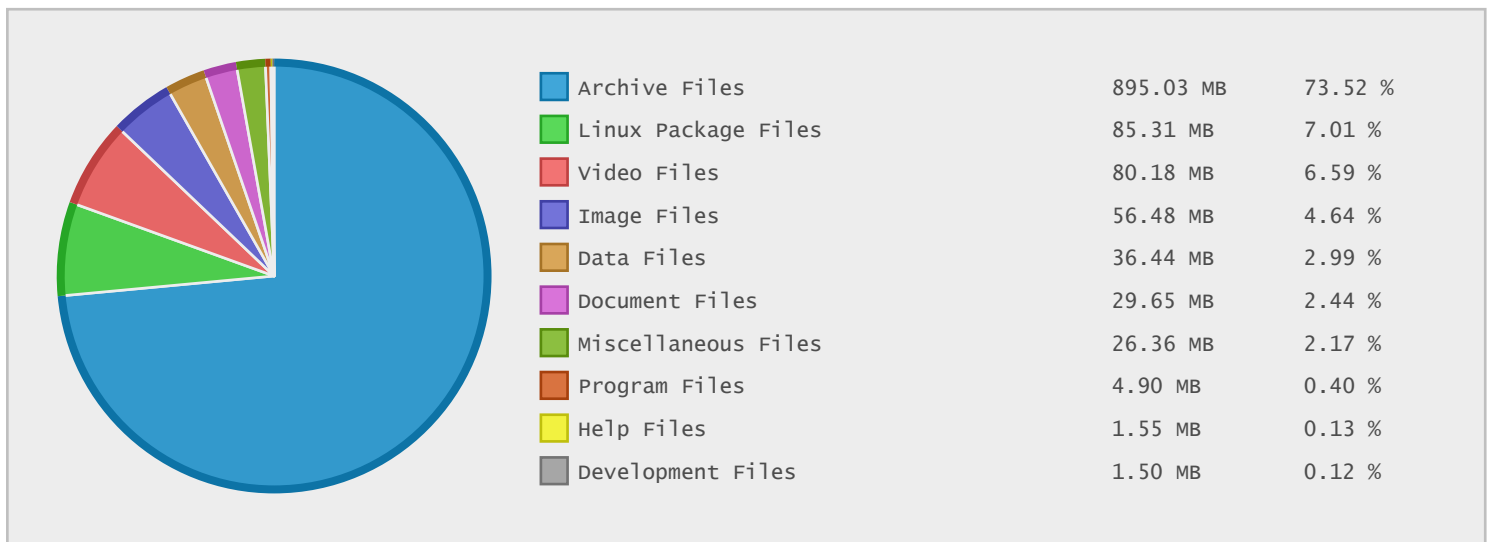 Archive Files 895.03 MB 73.52 %
Linux Package Files 85.31 MB 7.01 %
Video Files 80.18 MB 6.59 %
Image Files 56.48 MB 4.64 %
Data Files 36.44 MB 2.99 %
Document Files 29.65 MB 2.44 %
Miscellaneous Files 26.36 MB 2.17 %
Program Files 4.90 MB 0.40 %
Help Files 1.55 MB 0.13 %
Development Files 1.50 MB 0.12 %